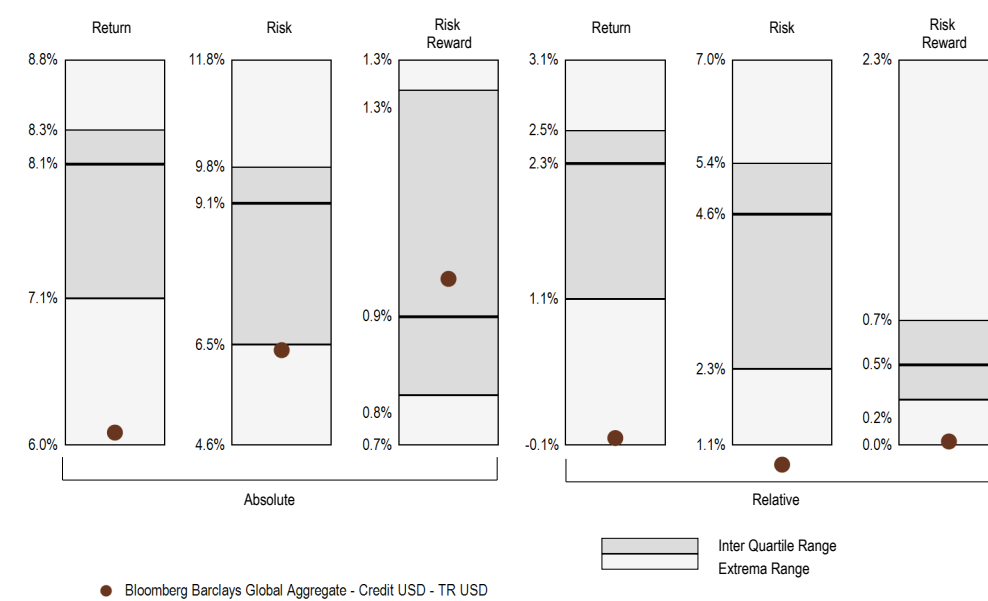 Return
Risk
Risk
Reward
Return
Risk
Risk
Reward
8.8%
8.3%
8.1%
7.1%
6.0%
11.8%
9.8%
9.1%
6.5%
4.6%
1.3%
1.3%
0.9%
0.8%
0.7%
3.1%
2.5%
2.3%
1.1%
-0.1%
7.0%
5.4%
4.6%
2.3%
1.1%
2.3%
0.7%
0.5%
0.2%
0.0%
Absolute
Relative
Inter Quartile Range
Extrema Range
Bloomberg Barclays Global Aggregate - Credit USD - TR USD